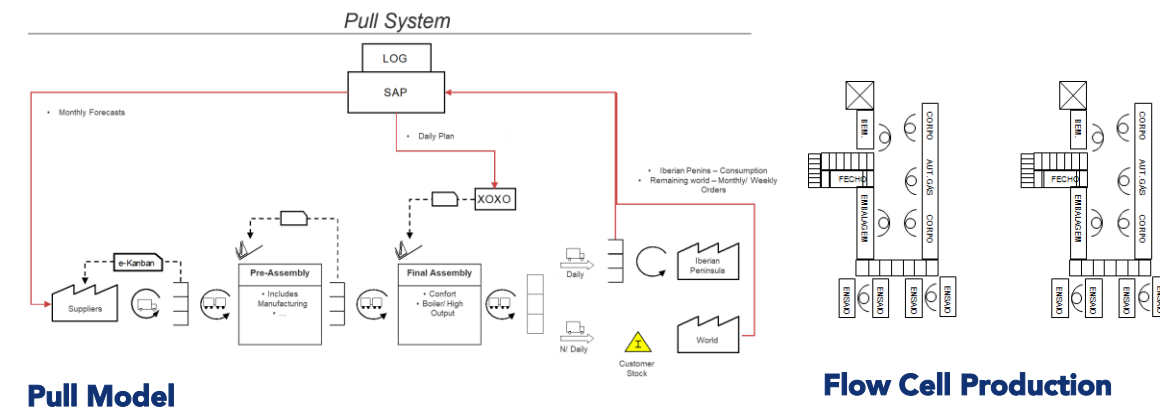 Pull System
LOG
SAP
• Monthly Forecasts
• Daily Plan
• Iberian Penins – Consumption
• Remaining world – Monthly/ Weekly
Orders
XOXO
e-Kanban
Suppliers
Pre-Assembly
• Includes
Manufacturing
• ...
Final Assembly
• Confort
• Boiler/ High
Output
Daily
N/ Daily
Iberian
Peninsula
I
Customer
Stock
World
Pull Model
BEM.
CORPO
AUT.GÁS
CORPO
FECHO
EMBALAGEM
ENSAIO
ENSAIO
ENSAIO
ENSAIO
BEM.
CORPO
AUT.GÁS
CORPO
FECHO
EMBALAGEM
ENSAIO
ENSAIO
ENSAIO
Flow Cell Production